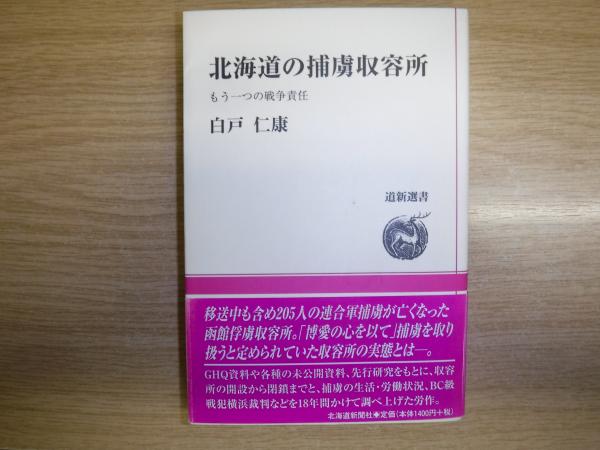 北海道の捕虜収容所
もう一つの戦争責任
白戸 仁康
道新選書
移送中も含め205人の連合軍捕虜が亡くなった
函館俘虜収容所。「博愛の心を以て」捕虜を取り
扱うと定められていた収容所の実態とは―。
GHQ資料や各種の未公開資料、先行研究をもとに、収容
所の開設から閉鎖までと、捕虜の生活・労働状況、BC級
戦犯横浜裁判などを18年間かけて調べ上げた労作。
北海道新聞社◆定価(本体1400円+税)